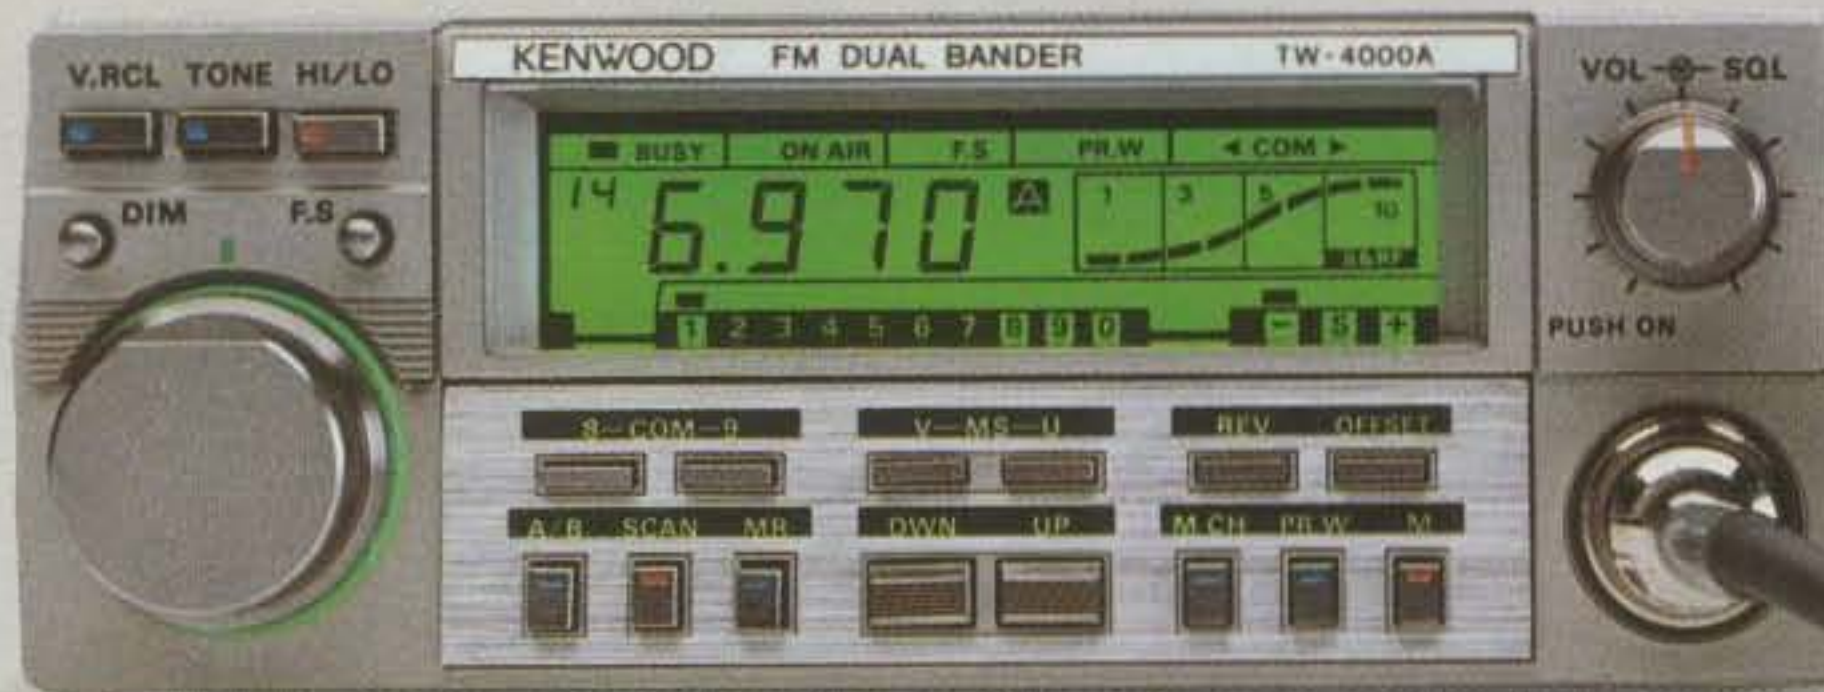 KENWOOD FM DUAL BANDER TW-4000A
V.RCL TONE HI/LO
DIM F.S
BUSY ON AIR F.S PR.W ◄ COM ►
14 6.970 A 1 3 5 10
1 2 3 4 5 6 7 8 9 0 - S +
VOL SQL
PUSH ON
8-COM-9 V-MS-U REV OFFSET
A/B SCAN MR DWN UP M.CH PR.W M